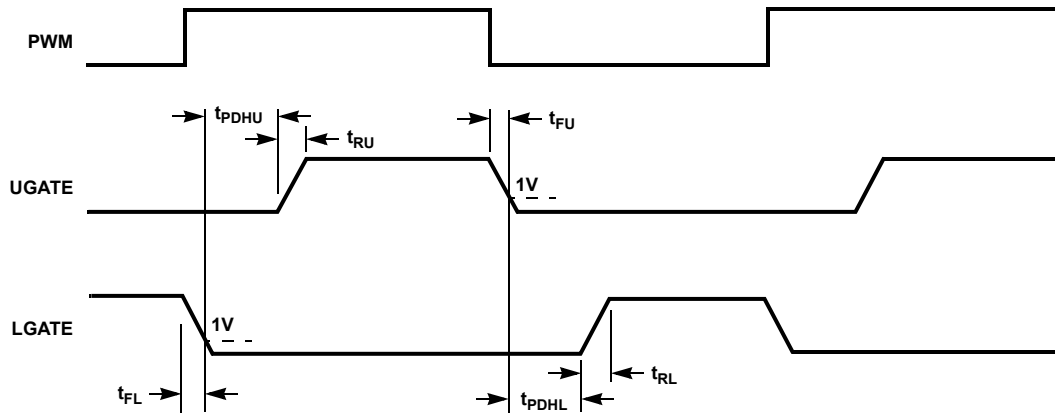 PWM
tPDHU
tRU
tFU
UGATE
1V
LGATE
1V
tFL
tRL
tPDHL